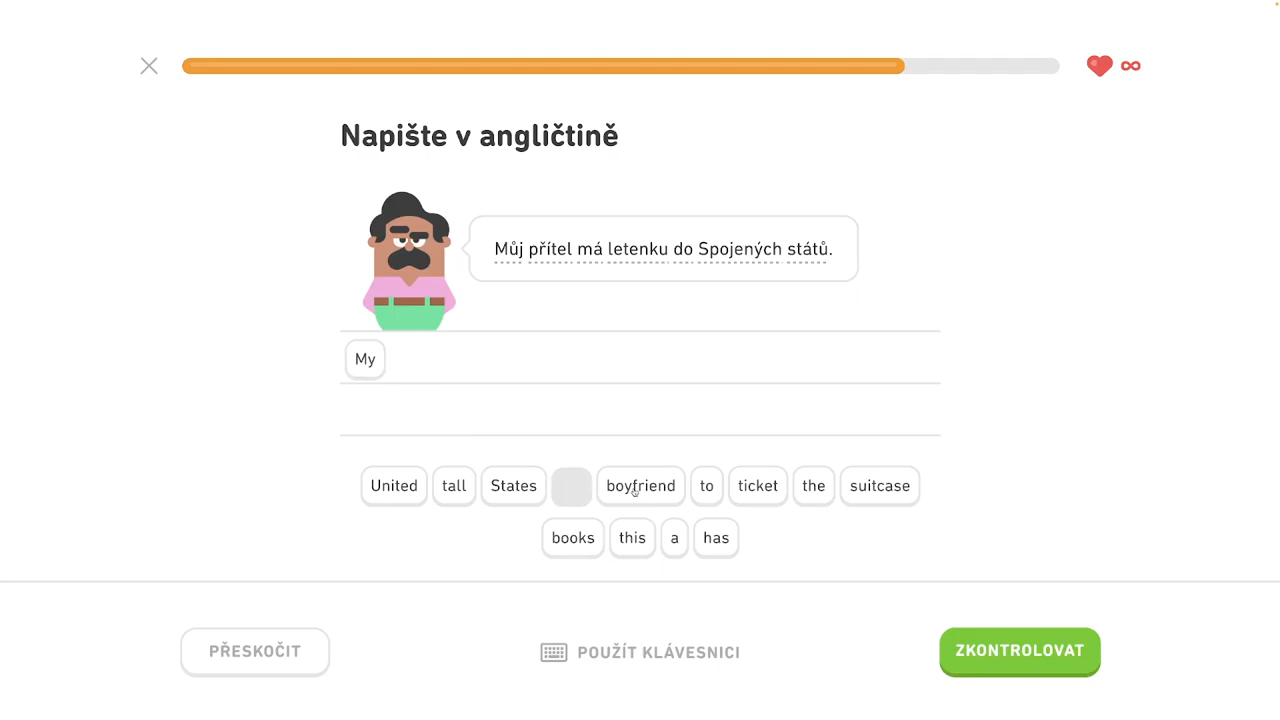 ∞
Napište v angličtině
Můj přítel má letenku do Spojených států.
My
United tall States boyfriend to ticket the suitcase
books this a has
PŘESKOČIT POUŽÍT KLÁVESNICI ZKONTROLOVAT